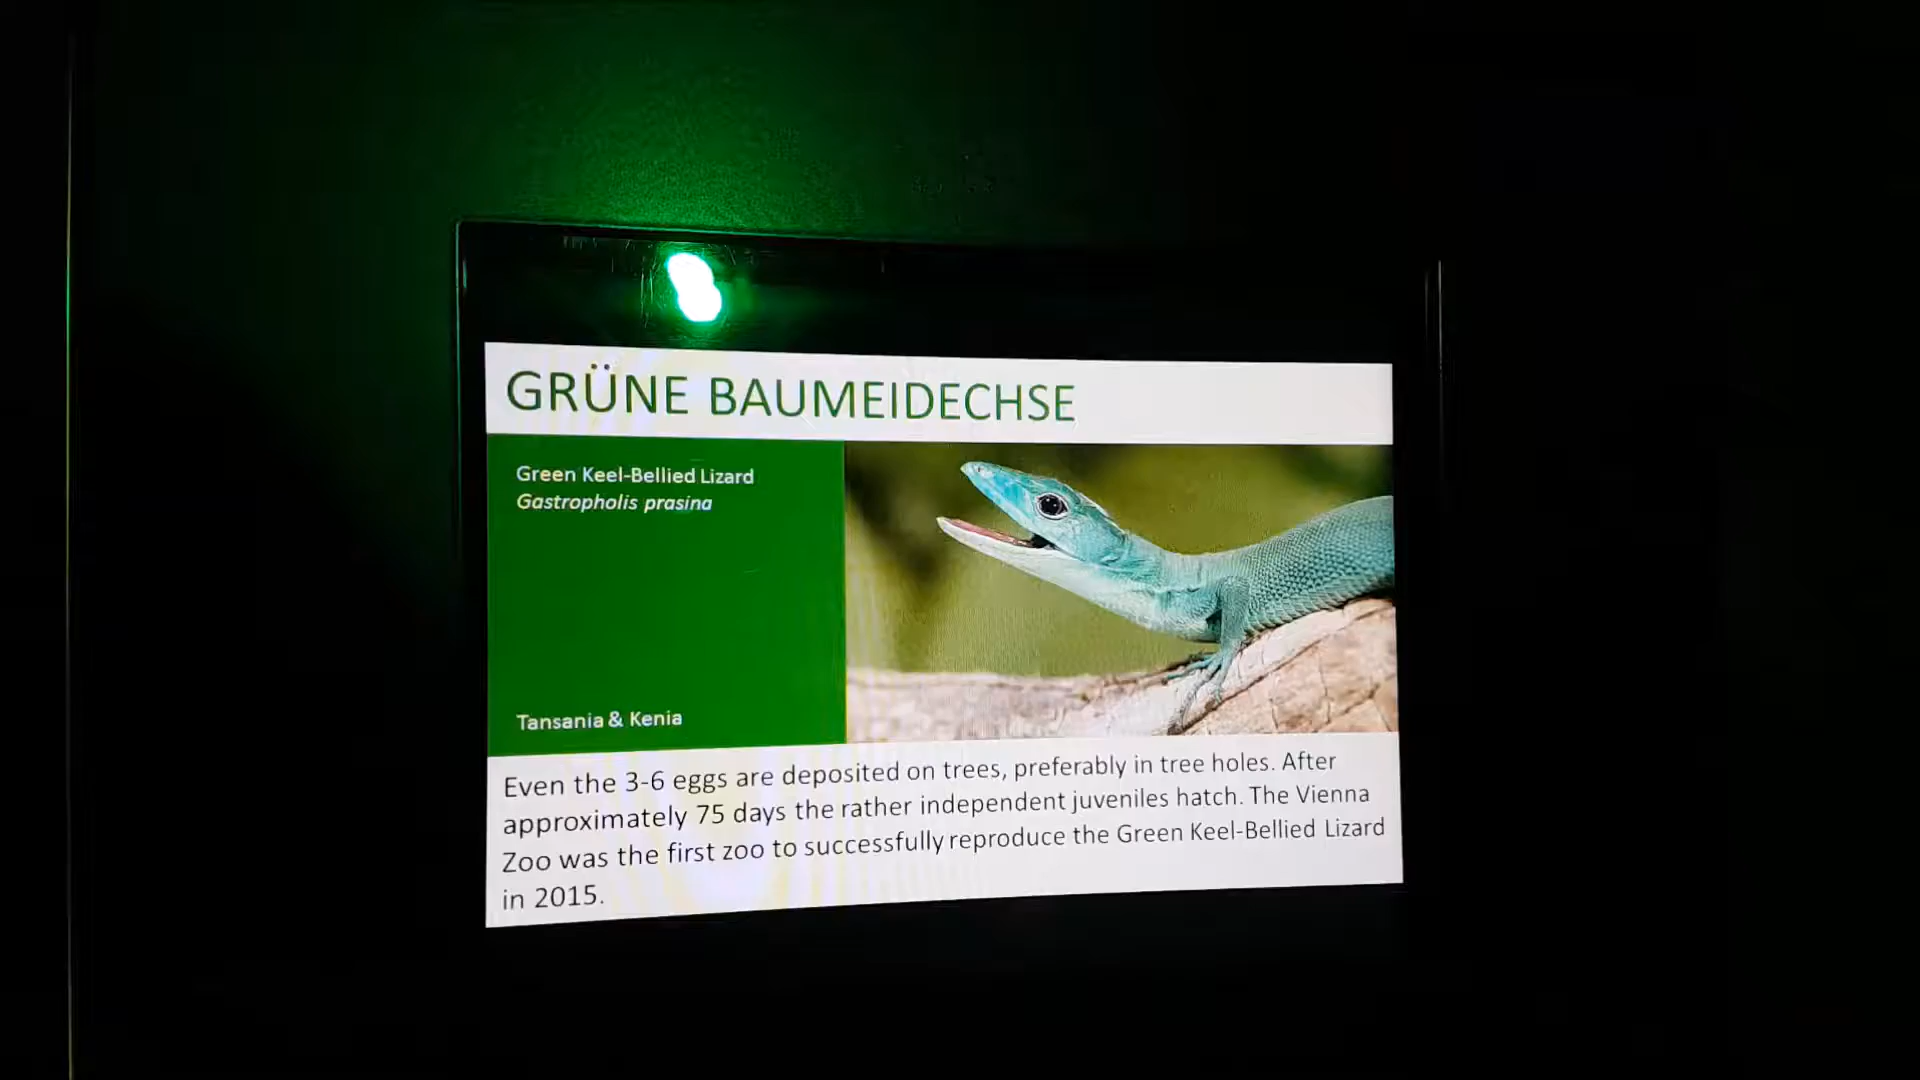 GRÜNE BAUMEIDECHSE
Green Keel-Bellied Lizard
Gastropholis prasina
Tansania & Kenia
Even the 3-6 eggs are deposited on trees, preferably in tree holes. After
approximately 75 days the rather independent juveniles hatch. The Vienna
Zoo was the first zoo to successfully reproduce the Green Keel-Bellied Lizard
in 2015.